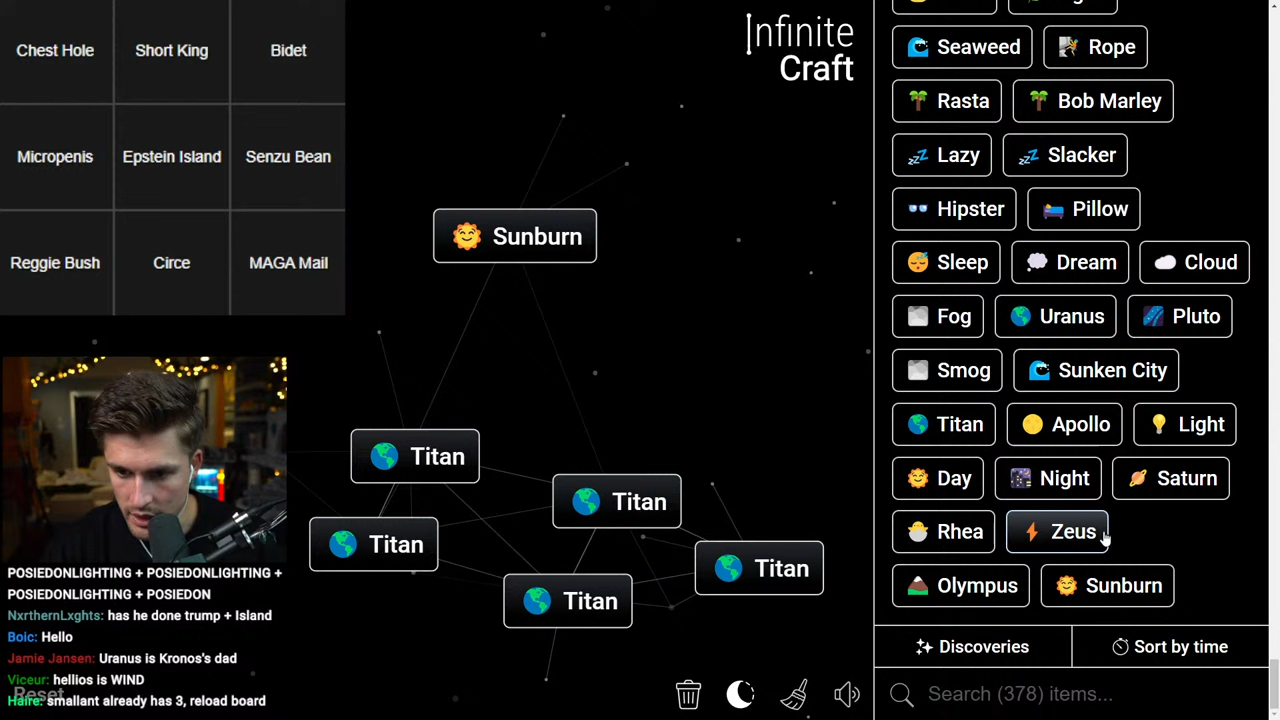 Chest Hole
Short King
Bidet
Micropenis
Epstein Island
Senzu Bean
Reggie Bush
Circe
MAGA Mail
Infinite
Craft
Sunburn
Titan
Titan
Titan
Titan
Titan
Seaweed
Rope
Rasta
Bob Marley
Lazy
Slacker
Hipster
Pillow
Sleep
Dream
Cloud
Fog
Uranus
Pluto
Smog
Sunken City
Titan
Apollo
Light
Day
Night
Saturn
Rhea
Zeus
Olympus
Sunburn
Discoveries
Sort by time
Search (378) items...
POSIEDONLIGHTING + POSIEDONLIGHTING +
POSIEDONLIGHTING + POSIEDON
NxrthernLxghts: has he done trump + Island
Boic: Hello
Jamie Jansen: Uranus is Kronos's dad
Viceur: hellios is WIND
Haire: smallant already has 3, reload board
Reset